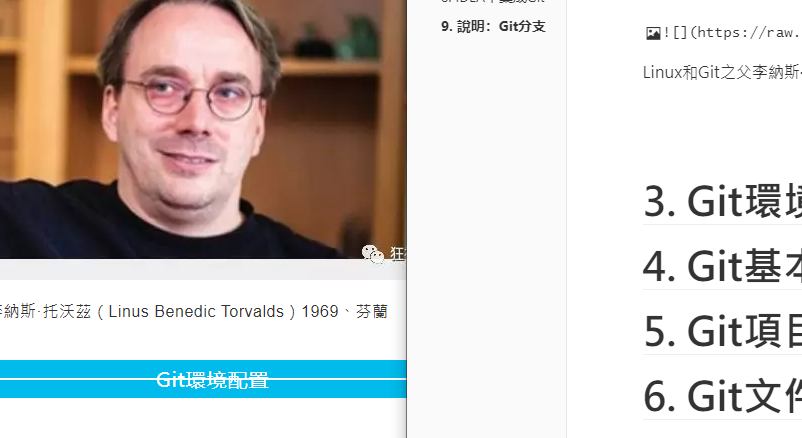 狂
李納斯·托沃茲（Linus Benedic Torvalds）1969、芬蘭
Git環境配置
9. 說明：Git分支
![](https://raw.
Linux和Git之父李納斯·
3. Git環境
4. Git基本
5. Git項目
6. Git文件